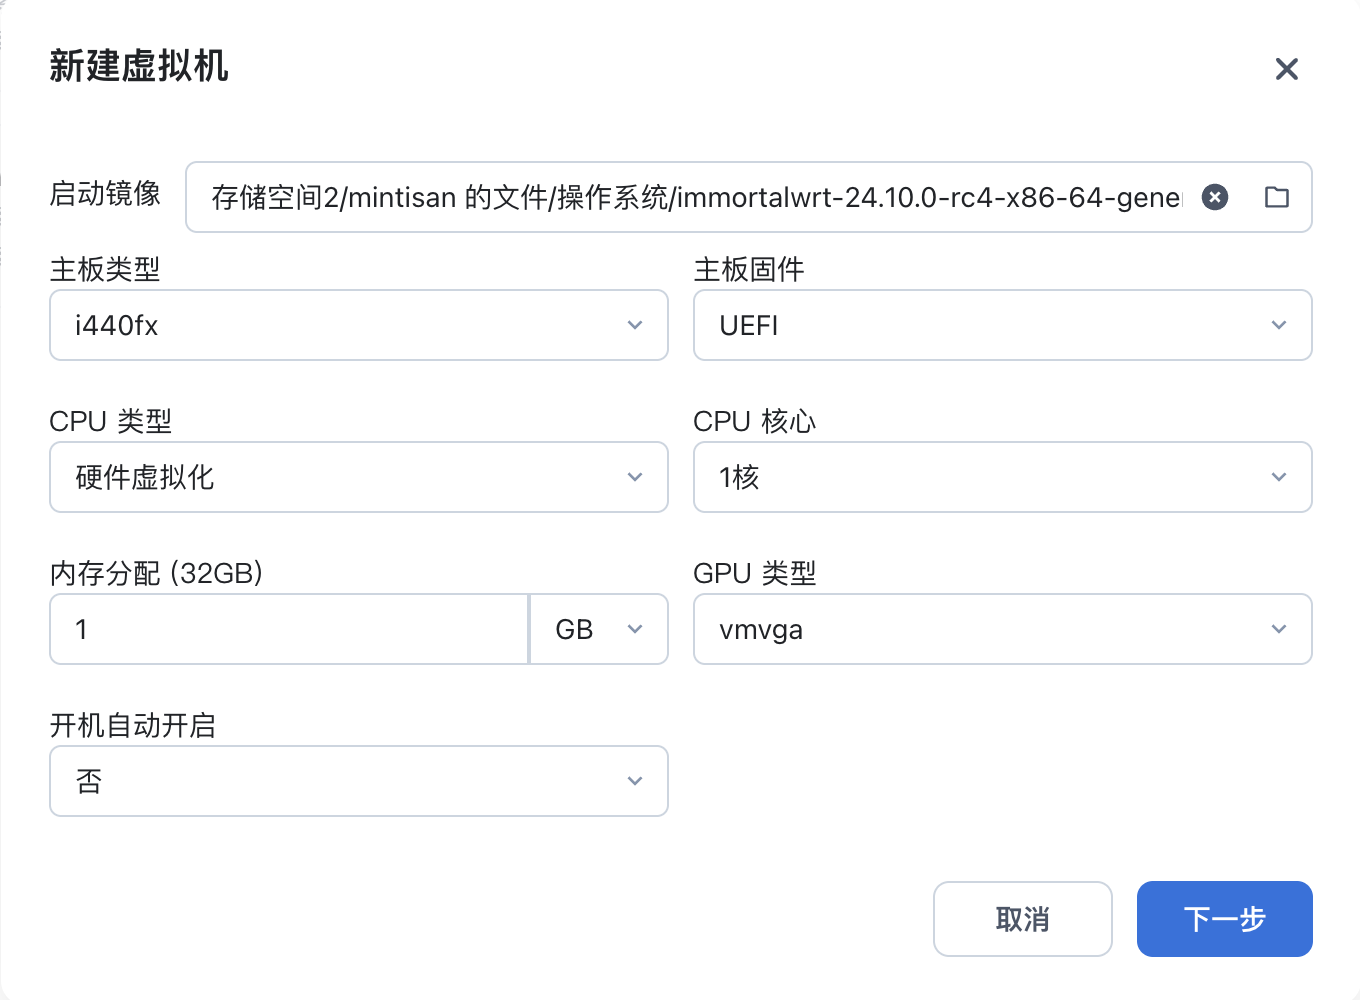 新建虚拟机
启动镜像
存储空间2/mintisan 的文件/操作系统/immortalwrt-24.10.0-rc4-x86-64-gene
主板类型
主板固件
i440fx
UEFI
CPU 类型
CPU 核心
硬件虚拟化
1核
内存分配 (32GB)
GPU 类型
1
GB
vmvga
开机自动开启
否
取消
下一步